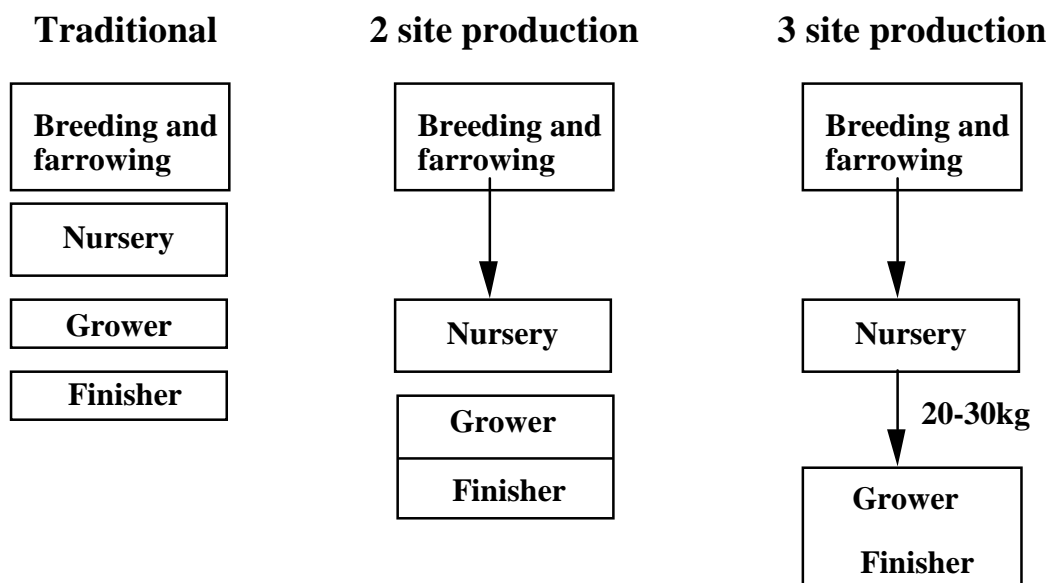 Traditional
Breeding and
farrowing
Nursery
Grower
Finisher
2 site production
Breeding and
farrowing
Nursery
Grower
Finisher
3 site production
Breeding and
farrowing
Nursery
20-30kg
Grower
Finisher